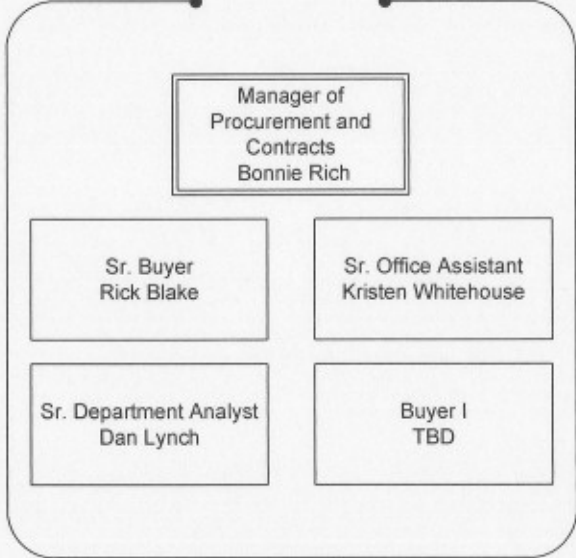 Manager of
Procurement and
Contracts
Bonnie Rich
Sr. Buyer
Rick Blake
Sr. Office Assistant
Kristen Whitehouse
Sr. Department Analyst
Dan Lynch
Buyer I
TBD